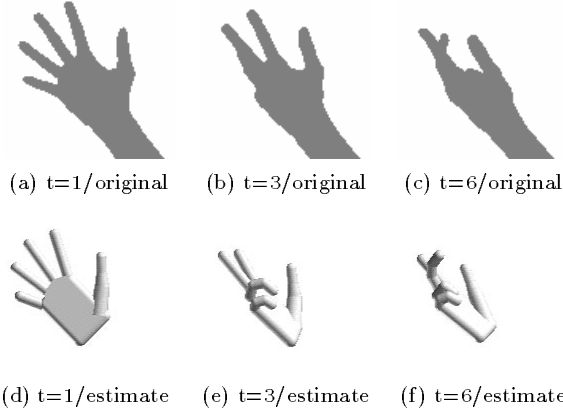 (a) t=1/original (b) t=3/original (c) t=6/original
(d) t=1/estimate (e) t=3/estimate (f) t=6/estimate